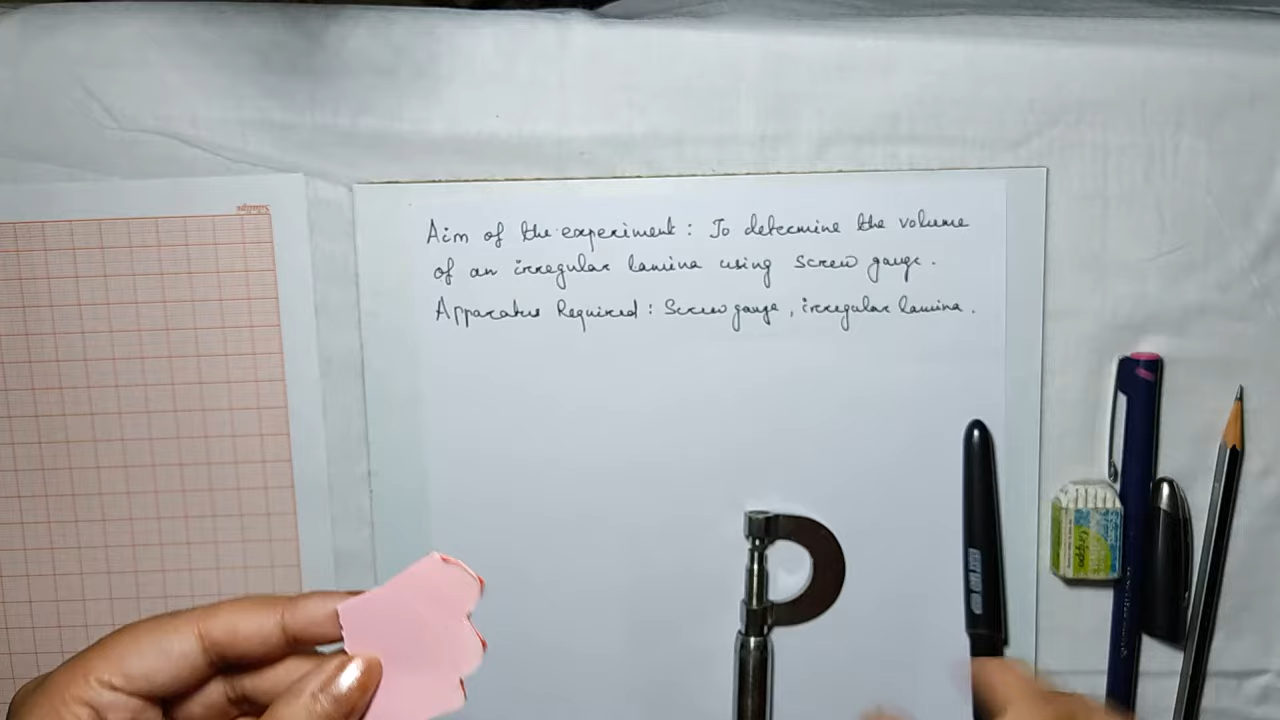 Aim of the experiment : To determine the volume
of an irregular lamina using screw gauge.
Apparatus Required : Screw gauge, irregular lamina.